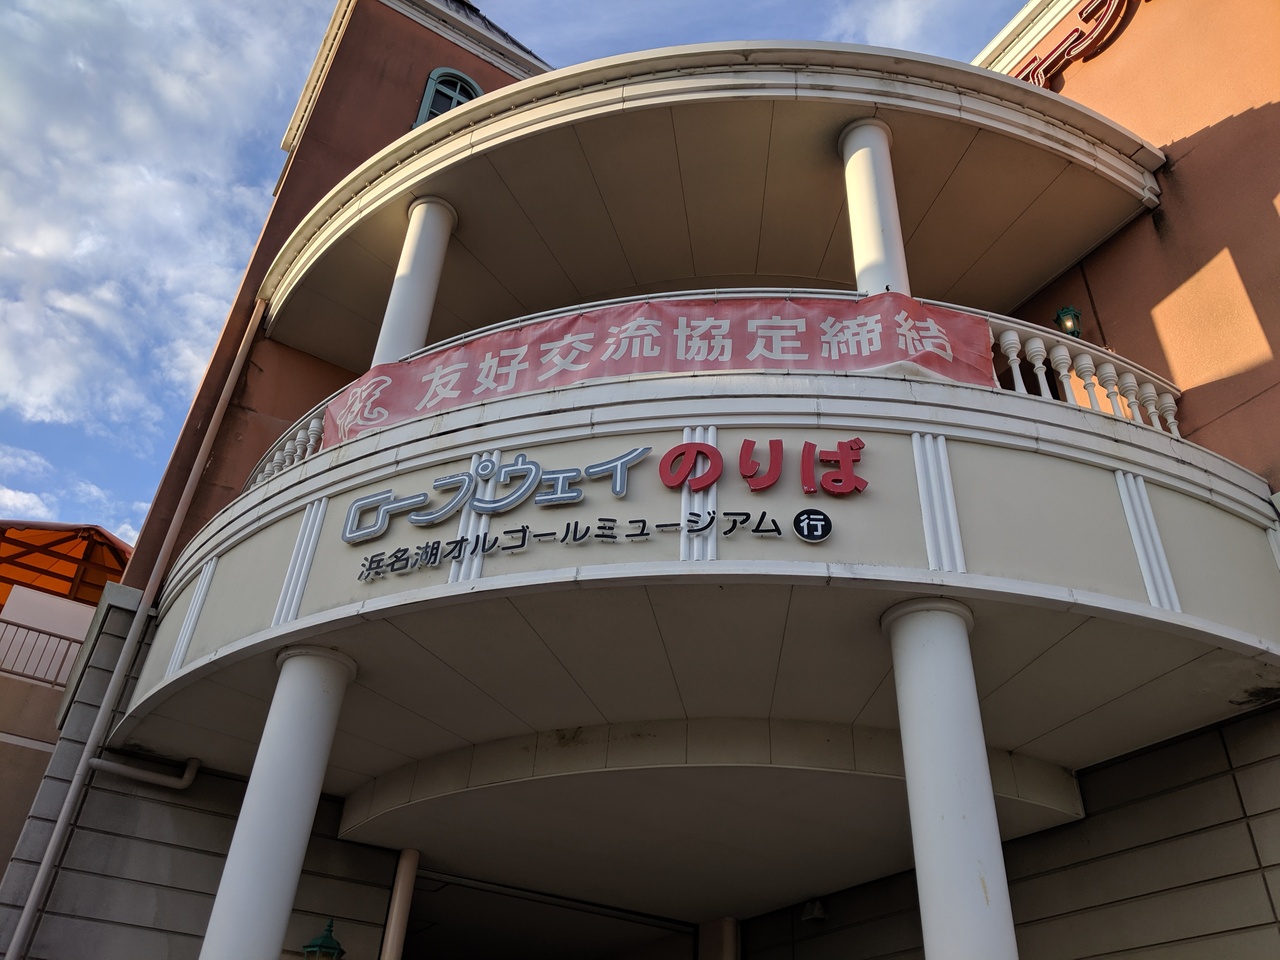 祝 友好交流協定締結
ロープウェイのりば
浜名湖オルゴールミュージアム行